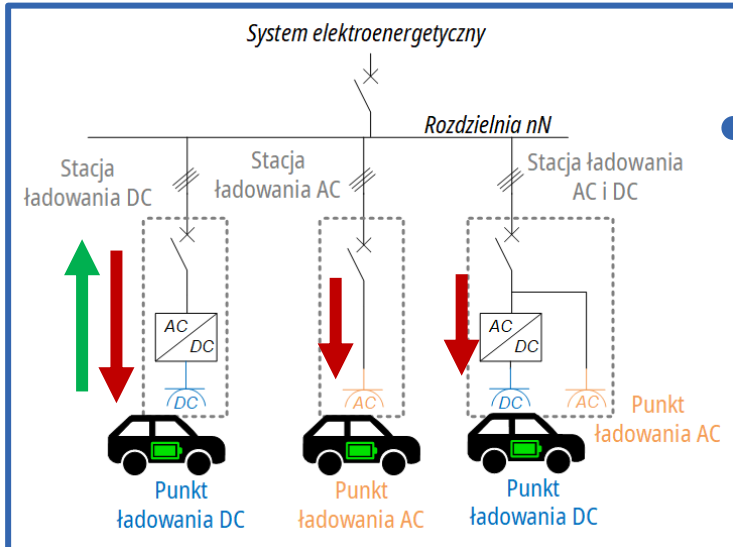 System elektroenergetyczny
Rozdzielnia nN
Stacja
ładowania DC
Stacja
ładowania AC
Stacja ładowania
AC i DC
AC
DC
DC
AC
AC
DC
DC
AC
Punkt
ładowania AC
Punkt
ładowania DC
Punkt
ładowania AC
Punkt
ładowania DC